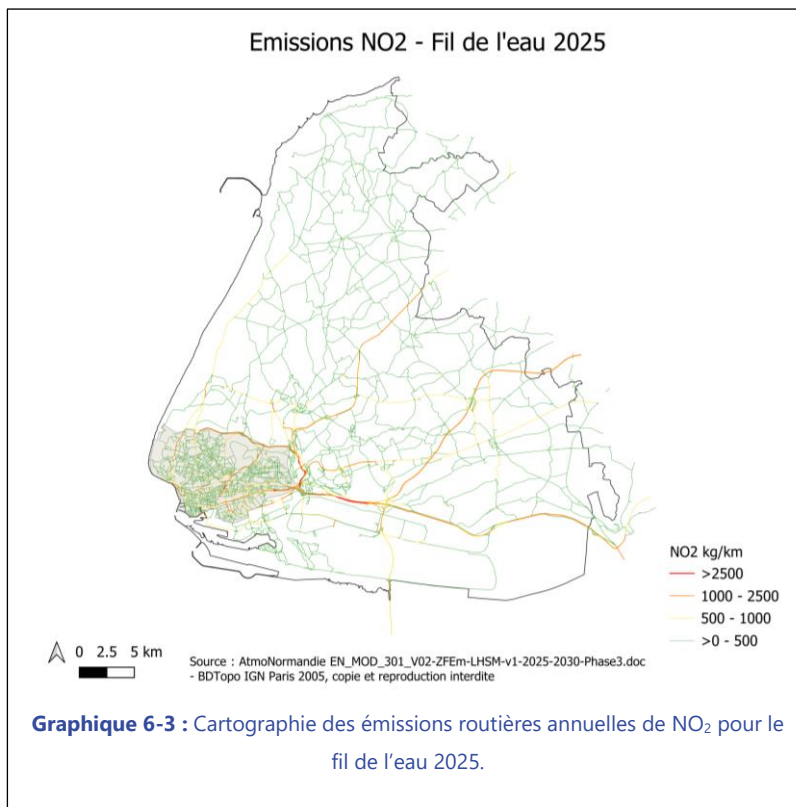 Emissions NO2 - Fil de l'eau 2025
NO2 kg/km
>2500
1000 - 2500
500 - 1000
>0 - 500
0 2.5 5 km
Source : AtmoNormandie EN_MOD_301_V02-ZFEm-LHSM-v1-2025-2030-Phase3.doc
- BDTopo IGN Paris 2005, copie et reproduction interdite
Graphique 6-3 : Cartographie des émissions routières annuelles de NO₂ pour le
fil de l’eau 2025.